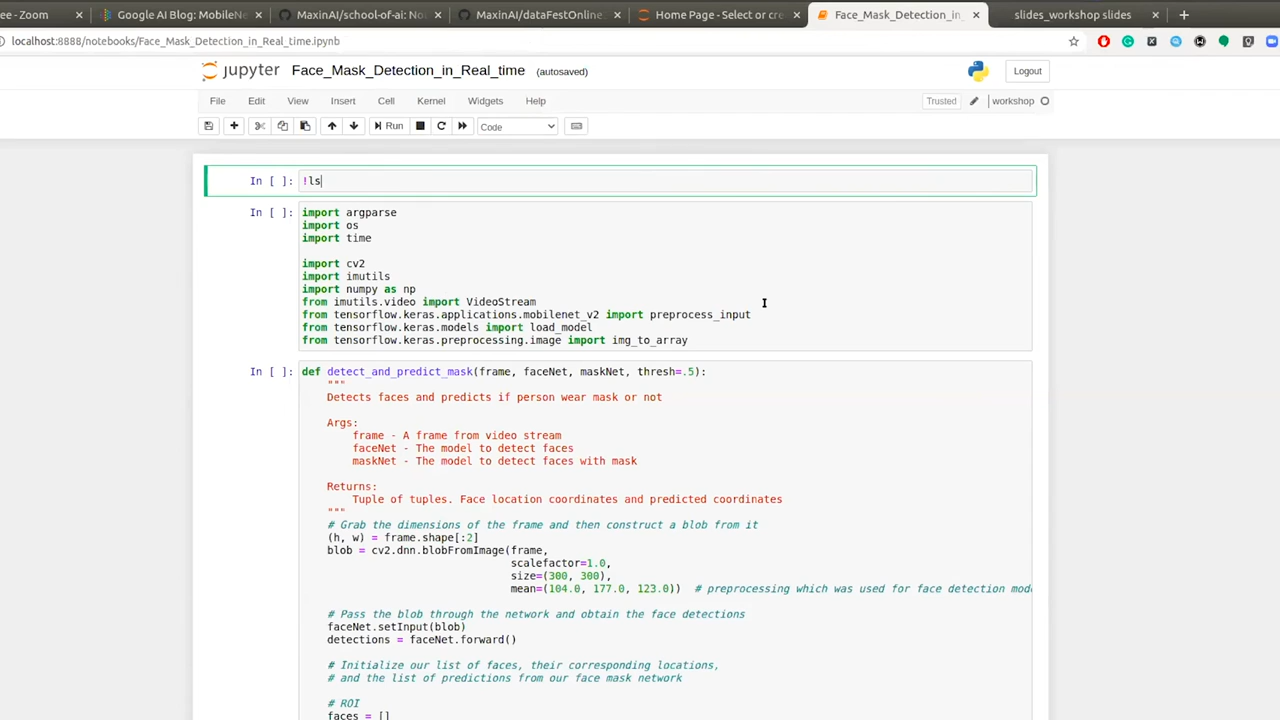 ee - Zoom
Google AI Blog: MobileNe
MaxinAI/school-of-ai: No
MaxinAI/dataFestOnline
Home Page - Select or cre
Face_Mask_Detection_in_
slides_workshop slides
localhost:8888/notebooks/Face_Mask_Detection_in_Real_time.ipynb
jupyter Face_Mask_Detection_in_Real_time (autosaved)
Logout
File Edit View Insert Cell Kernel Widgets Help
Trusted
workshop
Run
Code
In [ ]: !ls
In [ ]: import argparse
import os
import time
import cv2
import imutils
import numpy as np
from imutils.video import VideoStream
from tensorflow.keras.applications.mobilenet_v2 import preprocess_input
from tensorflow.keras.models import load_model
from tensorflow.keras.preprocessing.image import img_to_array
In [ ]: def detect_and_predict_mask(frame, faceNet, maskNet, thresh=.5):
"""
Detects faces and predicts if person wear mask or not
Args:
frame - A frame from video stream
faceNet - The model to detect faces
maskNet - The model to detect faces with mask
Returns:
Tuple of tuples. Face location coordinates and predicted coordinates
"""
# Grab the dimensions of the frame and then construct a blob from it
(h, w) = frame.shape[:2]
blob = cv2.dnn.blobFromImage(frame,
scalefactor=1.0,
size=(300, 300),
mean=(104.0, 177.0, 123.0)) # preprocessing which was used for face detection mod
# Pass the blob through the network and obtain the face detections
faceNet.setInput(blob)
detections = faceNet.forward()
# Initialize our list of faces, their corresponding locations,
# and the list of predictions from our face mask network
# ROI
faces = []